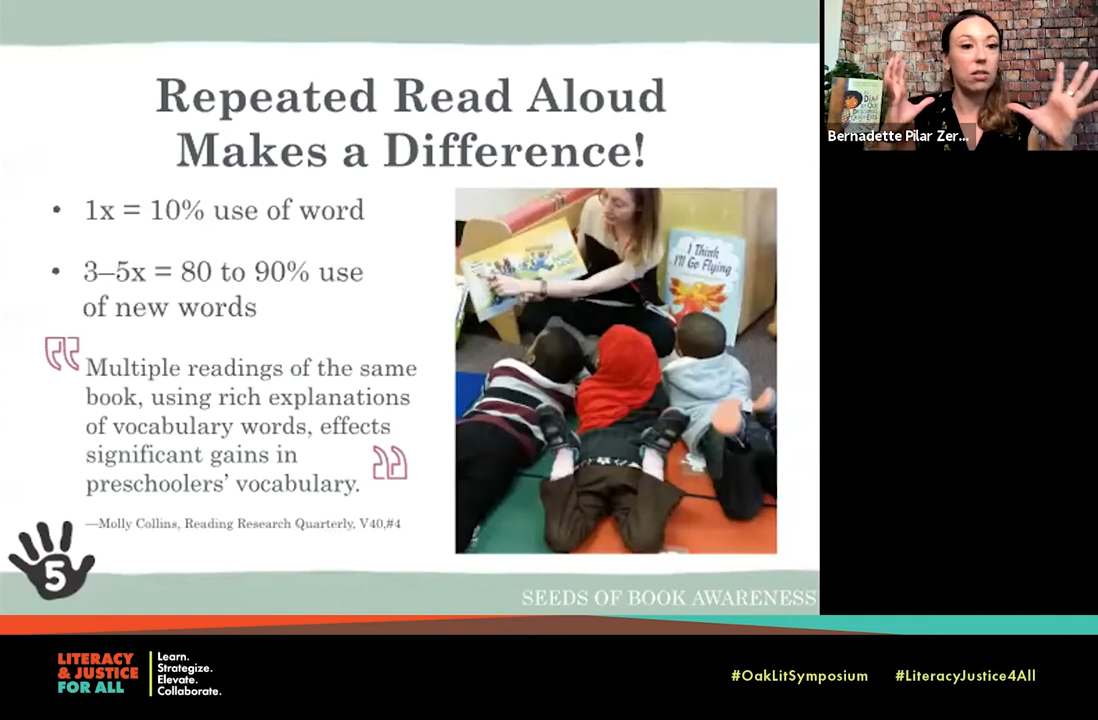 Repeated Read Aloud
Makes a Difference!
• 1x = 10% use of word
• 3–5x = 80 to 90% use
of new words
Multiple readings of the same
book, using rich explanations
of vocabulary words, effects
significant gains in
preschoolers’ vocabulary.
—Molly Collins, Reading Research Quarterly, V40,#4
5
SEEDS OF BOOK AWARENESS
I Think
I'll Go Flying
Bernadette Pilar Zer...
LITERACY
& JUSTICE
FOR ALL
Learn.
Strategize.
Elevate.
Collaborate.
#OakLitSymposium
#LiteracyJustice4All